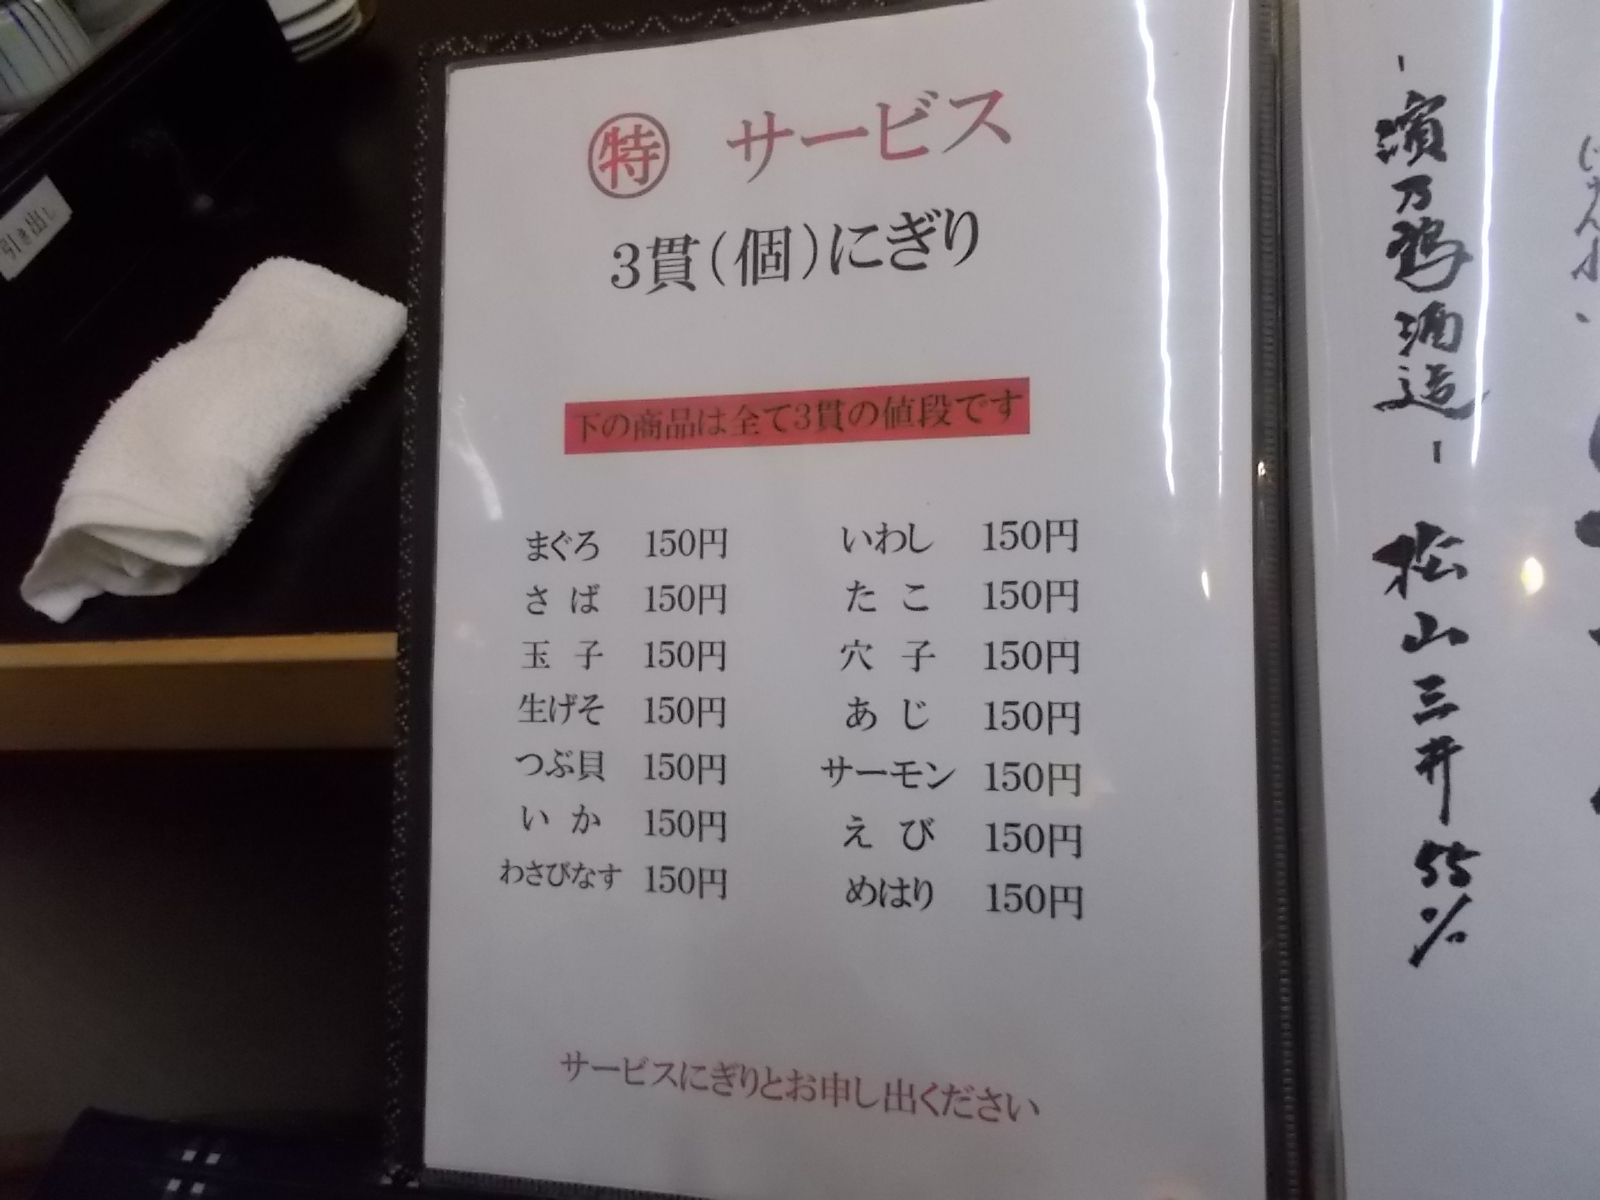 特 サービス
3貫(個)にぎり
下の商品は全て3貫の値段です
まぐろ 150円 いわし 150円
さば 150円 たこ 150円
玉子 150円 穴子 150円
生げそ 150円 あじ 150円
つぶ貝 150円 サーモン 150円
いか 150円 えび 150円
わさびなす 150円 めはり 150円
サービスにぎりとお申し出ください
引き出し
-濱乃鶴酒造-
松山三井 55%